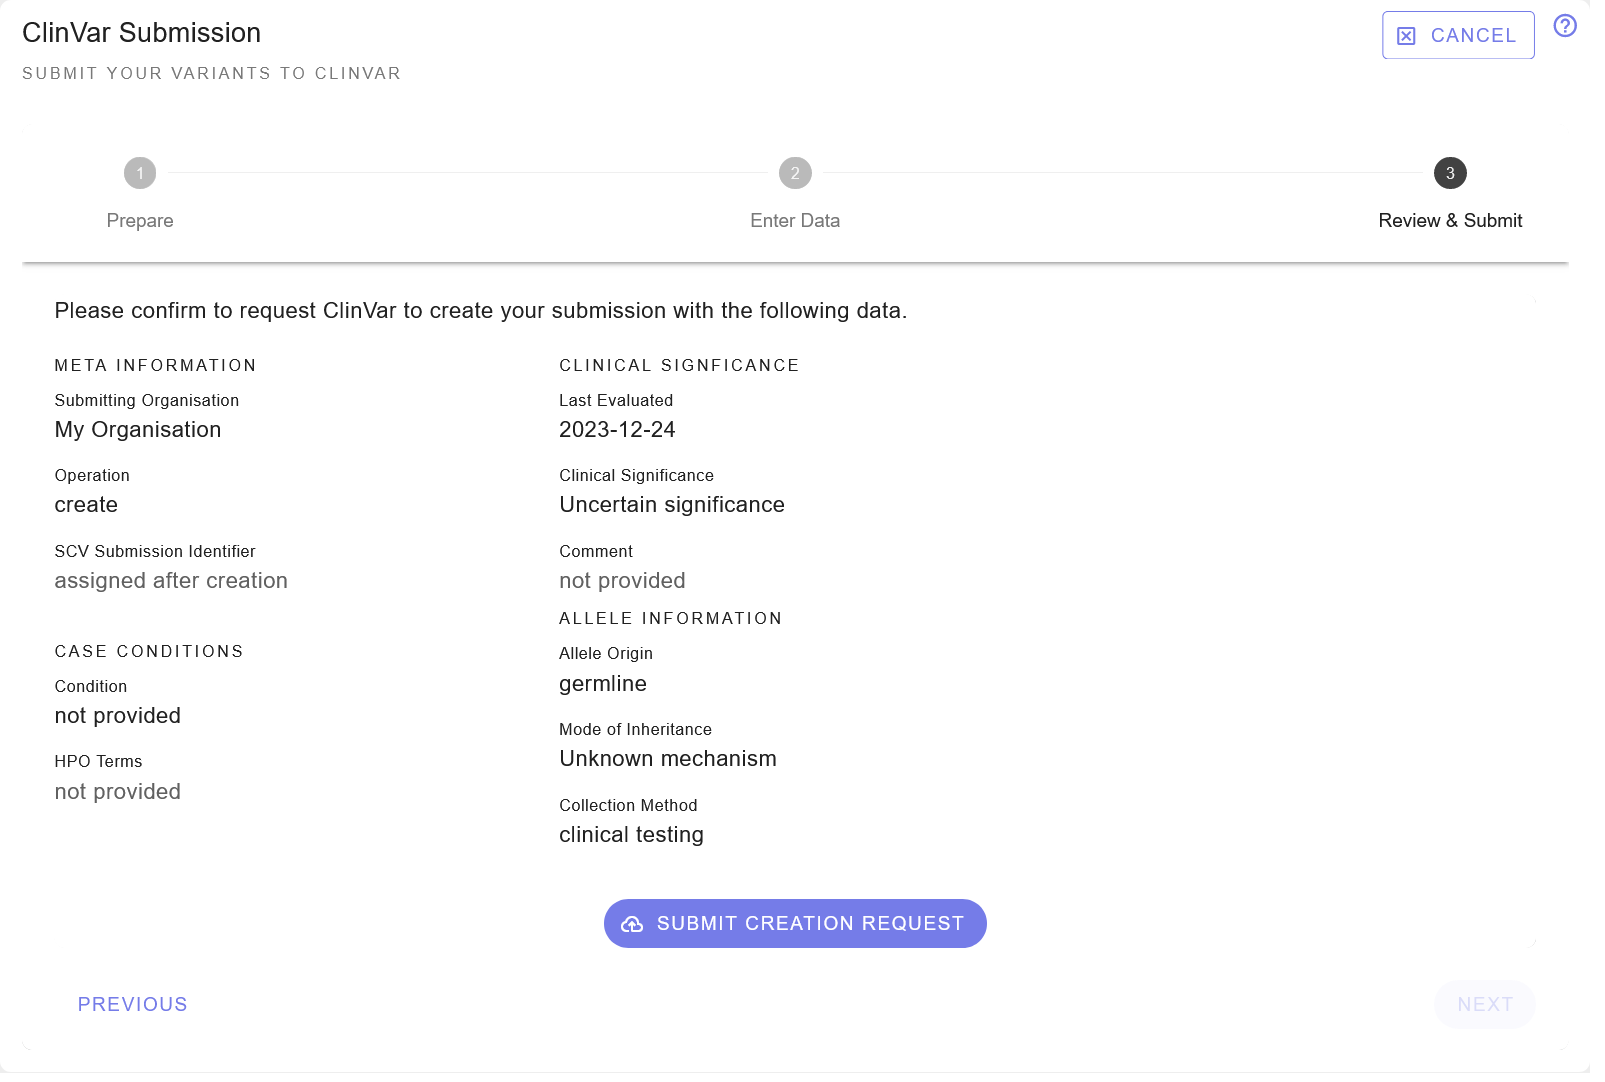 ClinVar Submission
SUBMIT YOUR VARIANTS TO CLINVAR
CANCEL
1
2
3
Prepare
Enter Data
Review & Submit
Please confirm to request ClinVar to create your submission with the following data.
META INFORMATION
Submitting Organisation
My Organisation
Operation
create
SCV Submission Identifier
assigned after creation
CASE CONDITIONS
Condition
not provided
HPO Terms
not provided
CLINICAL SIGNFICANCE
Last Evaluated
2023-12-24
Clinical Significance
Uncertain significance
Comment
not provided
ALLELE INFORMATION
Allele Origin
germline
Mode of Inheritance
Unknown mechanism
Collection Method
clinical testing
SUBMIT CREATION REQUEST
PREVIOUS
NEXT